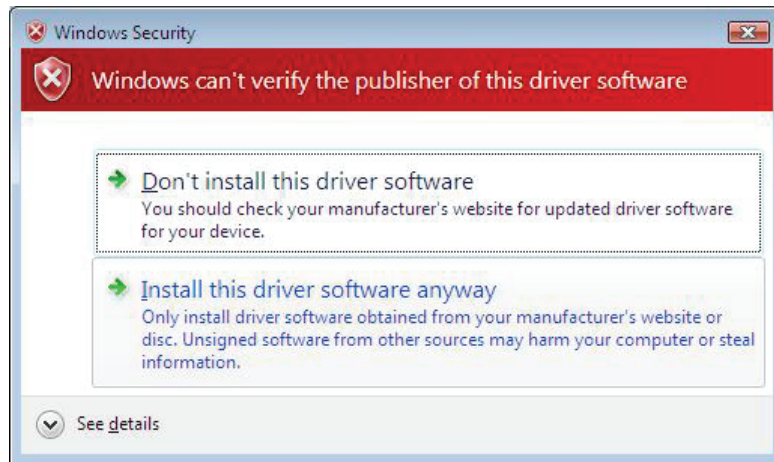 Windows Security
Windows can't verify the publisher of this driver software
Don't install this driver software
You should check your manufacturer's website for updated driver software
for your device.
Install this driver software anyway
Only install driver software obtained from your manufacturer's website or
disc. Unsigned software from other sources may harm your computer or steal
information.
See details